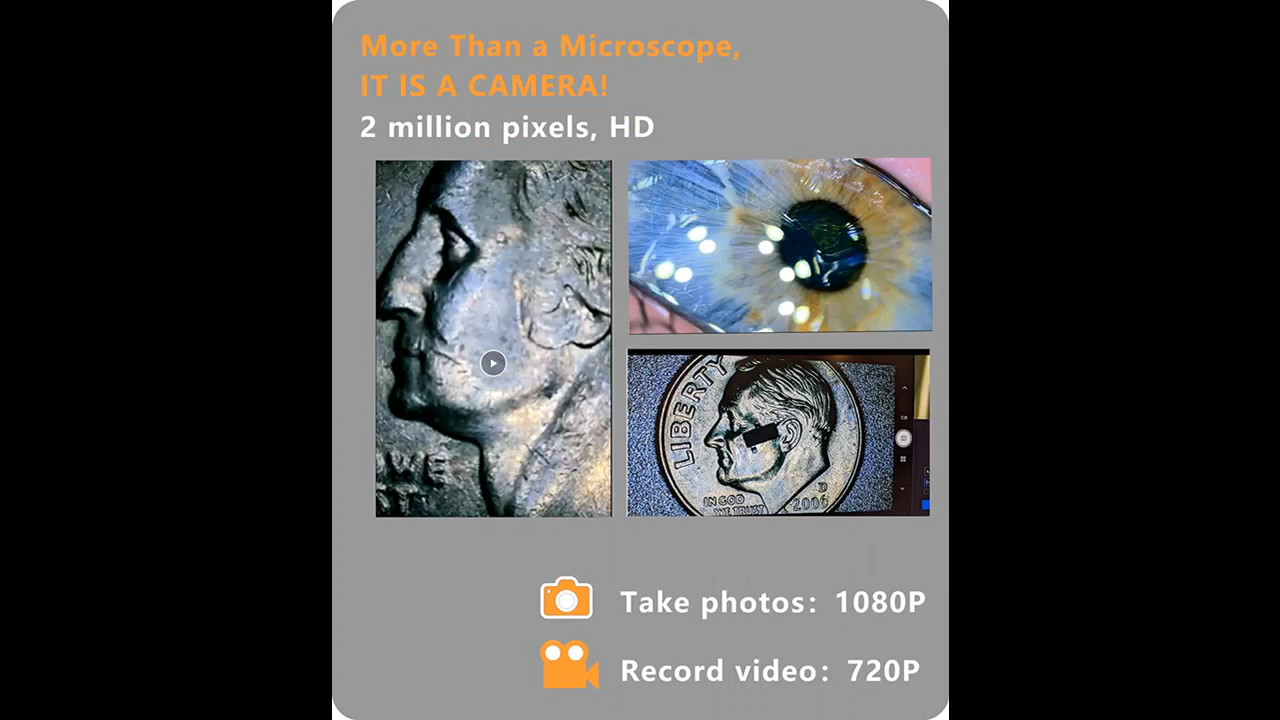 More Than a Microscope,
IT IS A CAMERA!
2 million pixels, HD
LIBERTY
IN GOD
WE TRUST
D
2006
Take photos: 1080P
Record video: 720P